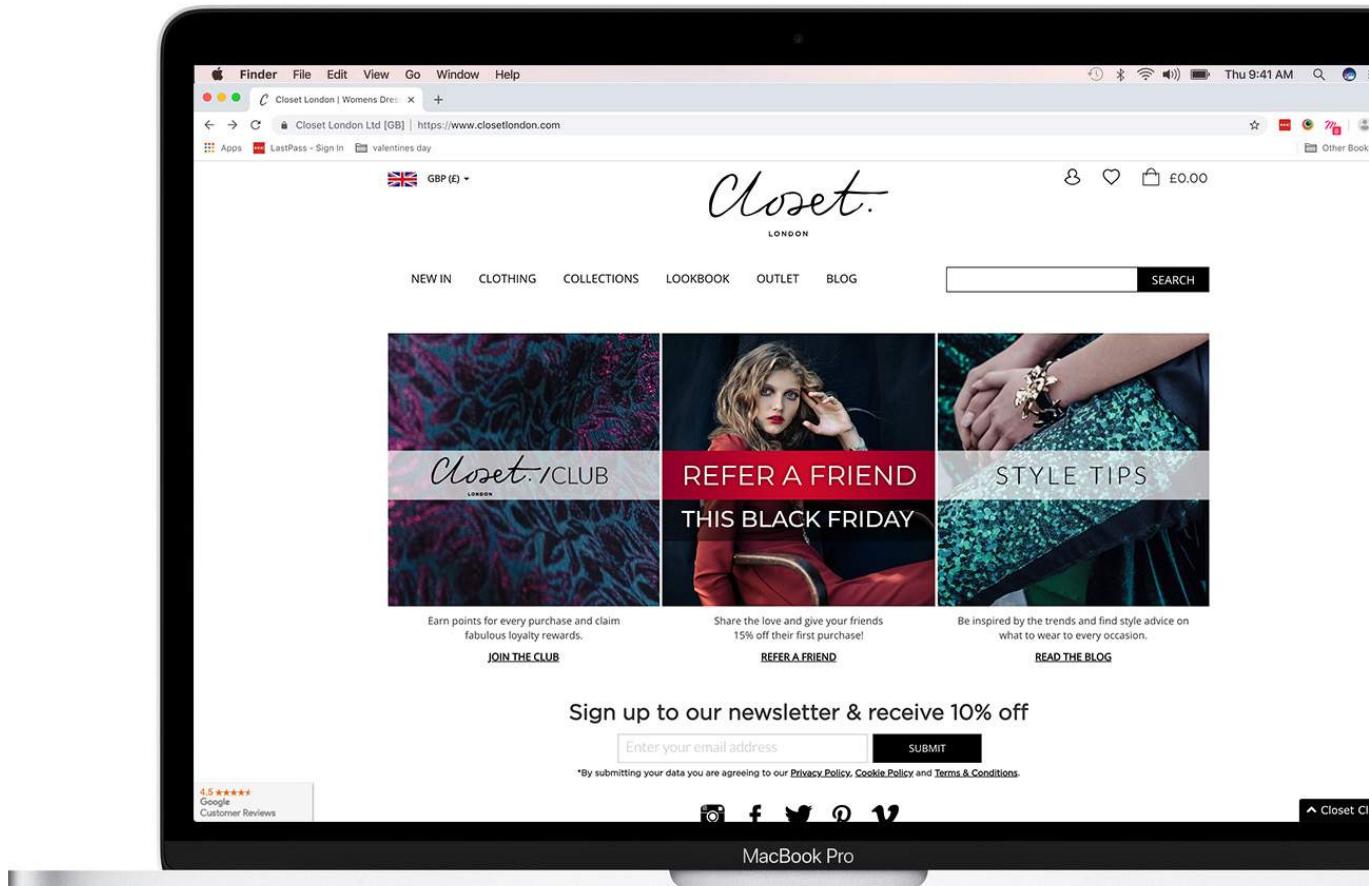 Finder File Edit View Go Window Help
Thu 9:41 AM
Closet London | Womens Dres
Closet London Ltd [GB] | https://www.closetlondon.com
Apps LastPass - Sign In valentines day
Other Book
GBP (£)
Closet.
LONDON
£0.00
NEW IN CLOTHING COLLECTIONS LOOKBOOK OUTLET BLOG
SEARCH
Closet./CLUB
LONDON
REFER A FRIEND
THIS BLACK FRIDAY
STYLE TIPS
Earn points for every purchase and claim
fabulous loyalty rewards.
JOIN THE CLUB
Share the love and give your friends
15% off their first purchase!
REFER A FRIEND
Be inspired by the trends and find style advice on
what to wear to every occasion.
READ THE BLOG
Sign up to our newsletter & receive 10% off
Enter your email address
SUBMIT
*By submitting your data you are agreeing to our Privacy Policy, Cookie Policy and Terms & Conditions.
4.5
Google
Customer Reviews
Closet Cl
MacBook Pro